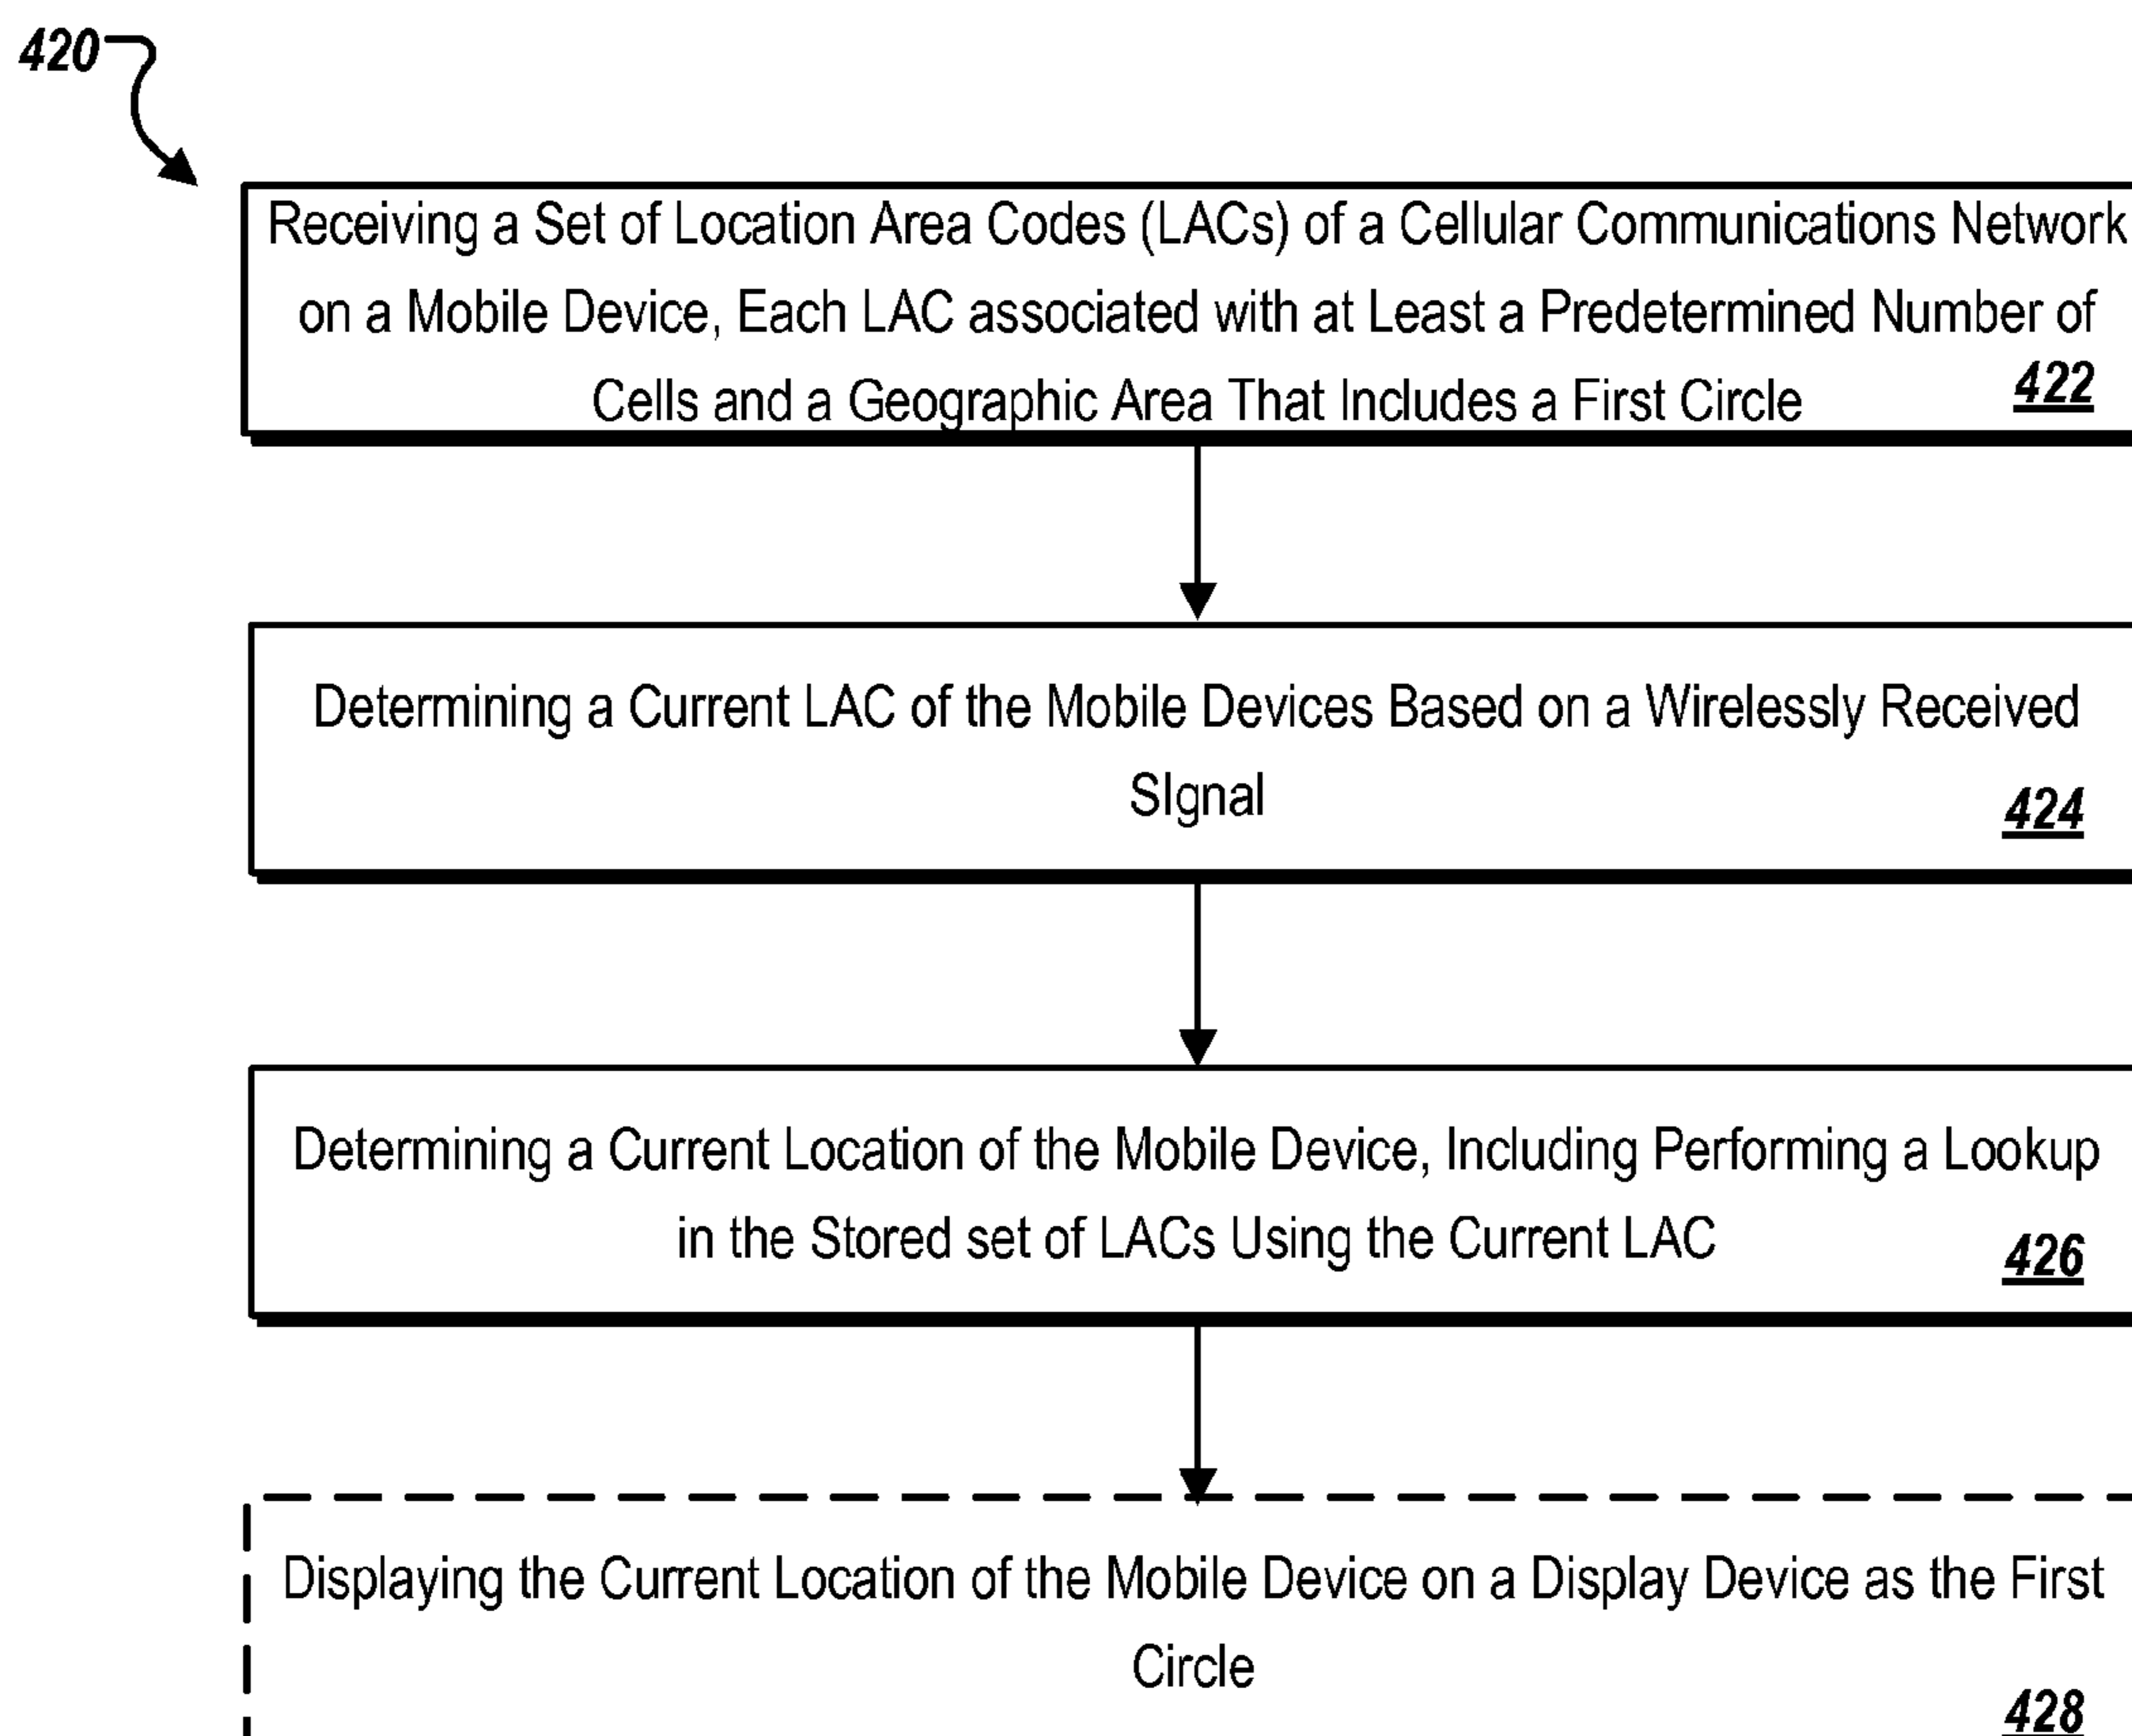 420
Receiving a Set of Location Area Codes (LACs) of a Cellular Communications Network
on a Mobile Device, Each LAC associated with at Least a Predetermined Number of
Cells and a Geographic Area That Includes a First Circle
422
Determining a Current LAC of the Mobile Devices Based on a Wirelessly Received
SIgnal
424
Determining a Current Location of the Mobile Device, Including Performing a Lookup
in the Stored set of LACs Using the Current LAC
426
Displaying the Current Location of the Mobile Device on a Display Device as the First
Circle
428